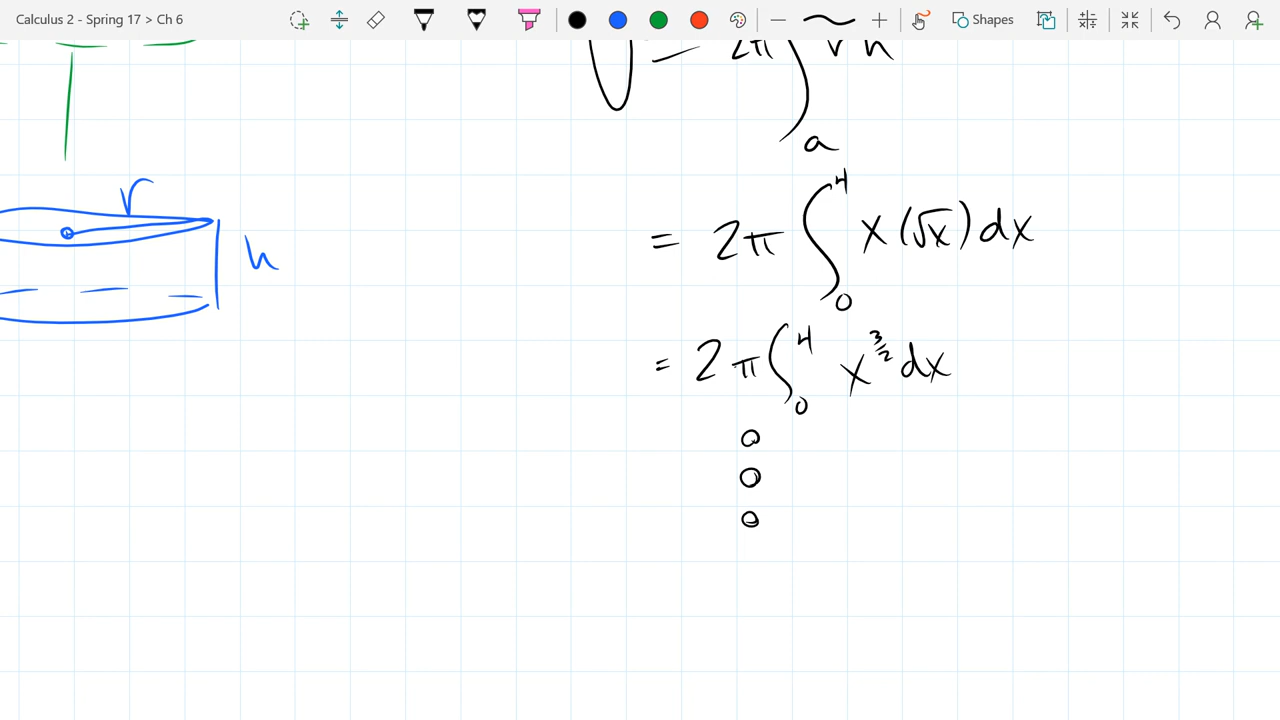 Calculus 2 - Spring 17 > Ch 6
Shapes
V = 2π ∫ₐ r h
= 2π ∫₀⁴ x(√x) dx
= 2π ∫₀⁴ x^{3/2} dx
r
h